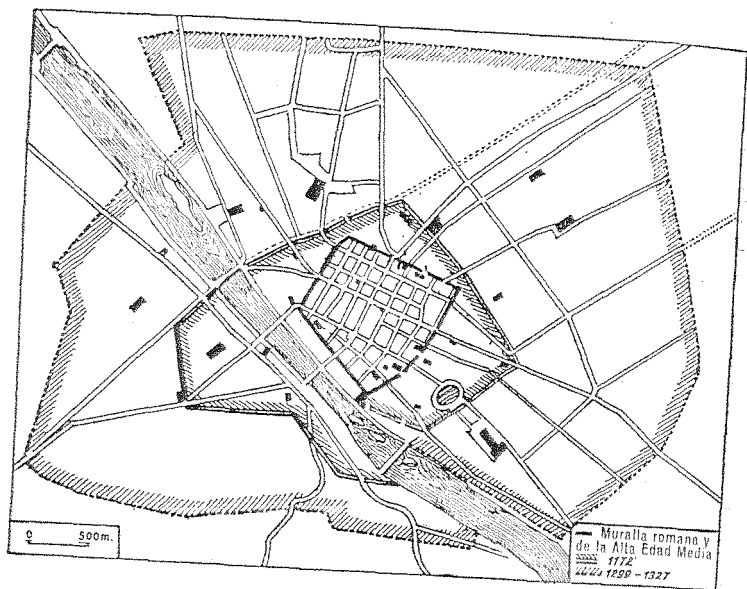 0 500m.
Muralla romana y
de la Alta Edad Media
1172
1299 - 1327